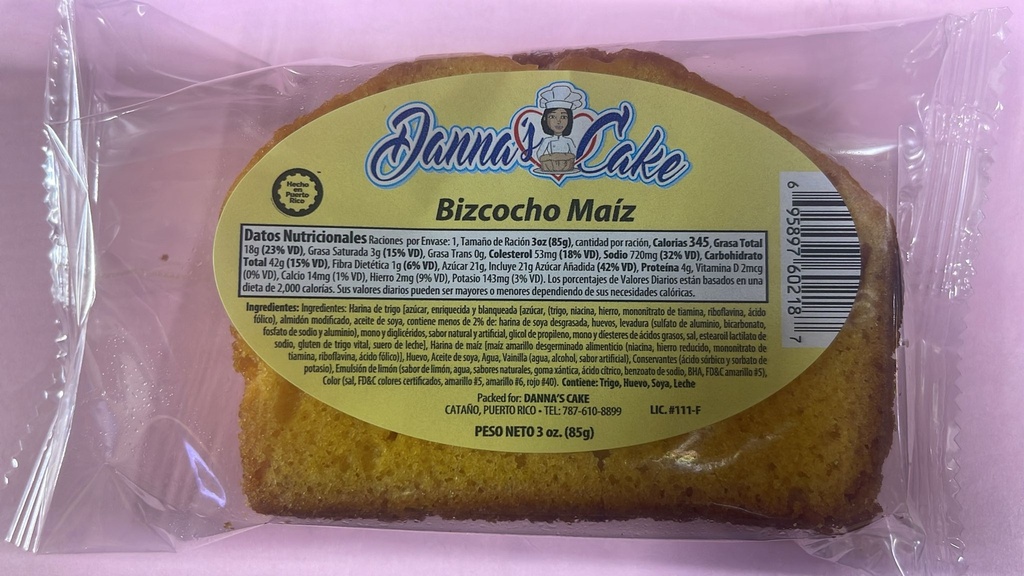 Danna's Cake
Hecho
en
Puerto
Rico
Bizcocho Maíz
Datos Nutricionales Raciones por Envase: 1, Tamaño de Ración 3oz (85g), cantidad por ración, Calorias 345, Grasa Total
18g (23% VD), Grasa Saturada 3g (15% VD), Grasa Trans 0g, Colesterol 53mg (18% VD), Sodio 720mg (32% VD), Carbohidrato
Total 42g (15% VD), Fibra Dietética 1g (6% VD), Azúcar 21g, Incluye 21g Azúcar Añadida (42% VD), Proteína 4g, Vitamina D 2mcg
(0% VD), Calcio 14mg (1% VD), Hierro 2mg (9% VD), Potasio 143mg (3% VD). Los porcentajes de Valores Diarios están basados en una
dieta de 2,000 calorías. Sus valores diarios pueden ser mayores o menores dependiendo de sus necesidades calóricas.
Ingredientes: Ingredientes: Harina de trigo [azúcar, enriquecida y blanqueada [azúcar, (trigo, niacina, hierro, mononitrato de tiamina, riboflavina, ácido
fólico), almidón modificado, aceite de soya, contiene menos de 2% de: harina de soya desgrasada, huevos, levadura (sulfato de aluminio, bicarbonato,
fosfato de sodio y aluminio), mono y diglicéridos, sabor natural y artificial, glicol de propileno, mono y diesteres de ácidos grasos, sal, estearoil lactilato de
sodio, gluten de trigo vital, suero de leche], Harina de maíz [maíz amarillo desgerminado alimenticio (niacina, hierro reducido, mononitrato de
tiamina, riboflavina, ácido fólico)], Huevo, Aceite de soya, Agua, Vainilla (agua, alcohol, sabor artificial), Conservantes (ácido sórbico y sorbato de
potasio), Emulsión de limón (sabor de limón, agua, sabores naturales, goma xántica, ácido cítrico, benzoato de sodio, BHA, FD&C amarillo #5),
Color (sal, FD&C colores certificados, amarillo #5, amarillo #6, rojo #40). Contiene: Trigo, Huevo, Soya, Leche
Packed for: DANNA'S CAKE
CATAÑO, PUERTO RICO • TEL: 787-610-8899 LIC. #111-F
PESO NETO 3 oz. (85g)
6 95897 60218 7